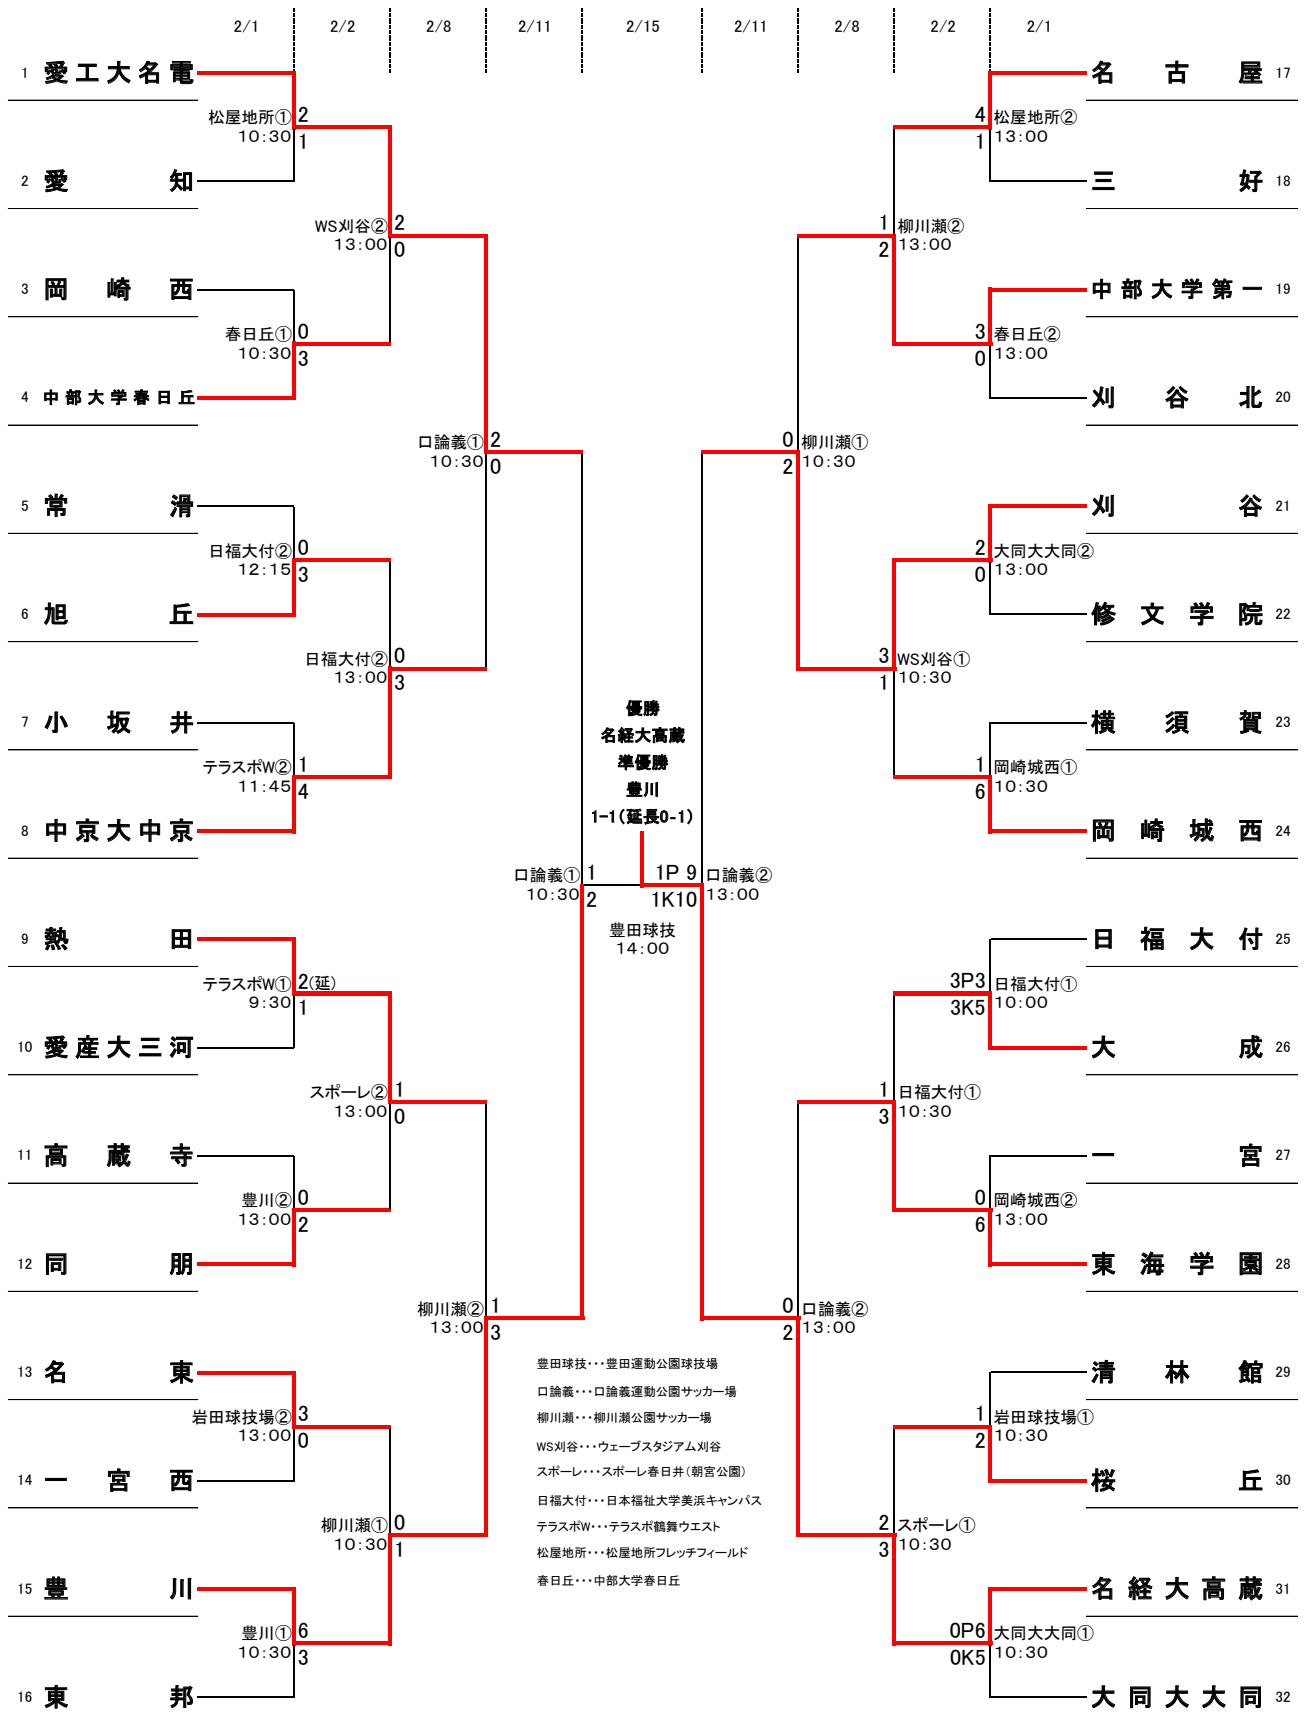 2/1 2/2 2/8 2/11 2/15 2/11 2/8 2/2 2/1
1 愛工大名電
松屋地所① 2
10:30 1
2 愛知
WS刈谷② 2
13:00 0
3 岡崎西
春日丘① 0
10:30 3
4 中部大学春日丘
口論義① 2
10:30 0
5 常滑
日福大付② 0
12:15 3
6 旭丘
日福大付② 0
13:00 3
7 小坂井
テラスポW② 1
11:45 4
8 中京大中京
口論義① 1
10:30 2
9 熱田
テラスポW① 2(延)
9:30 1
10 愛産大三河
スポーレ② 1
13:00 0
11 高蔵寺
豊川② 0
13:00 2
12 同朋
柳川瀬② 1
13:00 3
13 名東
岩田球技場② 3
13:00 0
14 一宮西
柳川瀬① 0
10:30 1
15 豊川
豊川① 6
10:30 3
16 東邦
優勝
名経大高蔵
準優勝
豊川
1-1(延長0-1)
豊田球技
14:00
豊田球技･･･豊田運動公園球技場
口論義･･･口論義運動公園サッカー場
柳川瀬･･･柳川瀬公園サッカー場
WS刈谷･･･ウェーブスタジアム刈谷
スポーレ･･･スポーレ春日井(朝宮公園)
日福大付･･･日本福祉大学美浜キャンパス
テラスポW･･･テラスポ鶴舞ウエスト
松屋地所･･･松屋地所フレッチフィールド
春日丘･･･中部大学春日丘
名古屋 17
4 松屋地所②
1 13:00
三好 18
1 柳川瀬②
2 13:00
中部大学第一 19
3 春日丘②
0 13:00
刈谷北 20
0 柳川瀬①
2 10:30
刈谷 21
2 大同大大同②
0 13:00
修文学院 22
3 WS刈谷①
1 10:30
横須賀 23
1 岡崎城西①
6 10:30
岡崎城西 24
1P 9 口論義②
1K10 13:00
日福大付 25
3P3 日福大付①
3K5 10:00
大成 26
1 日福大付①
3 10:30
一宮 27
0 岡崎城西②
6 13:00
東海学園 28
0 口論義②
2 13:00
清林館 29
1 岩田球技場①
2 10:30
桜丘 30
2 スポーレ①
3 10:30
名経大高蔵 31
0P6 大同大大同①
0K5 10:30
大同大大同 32